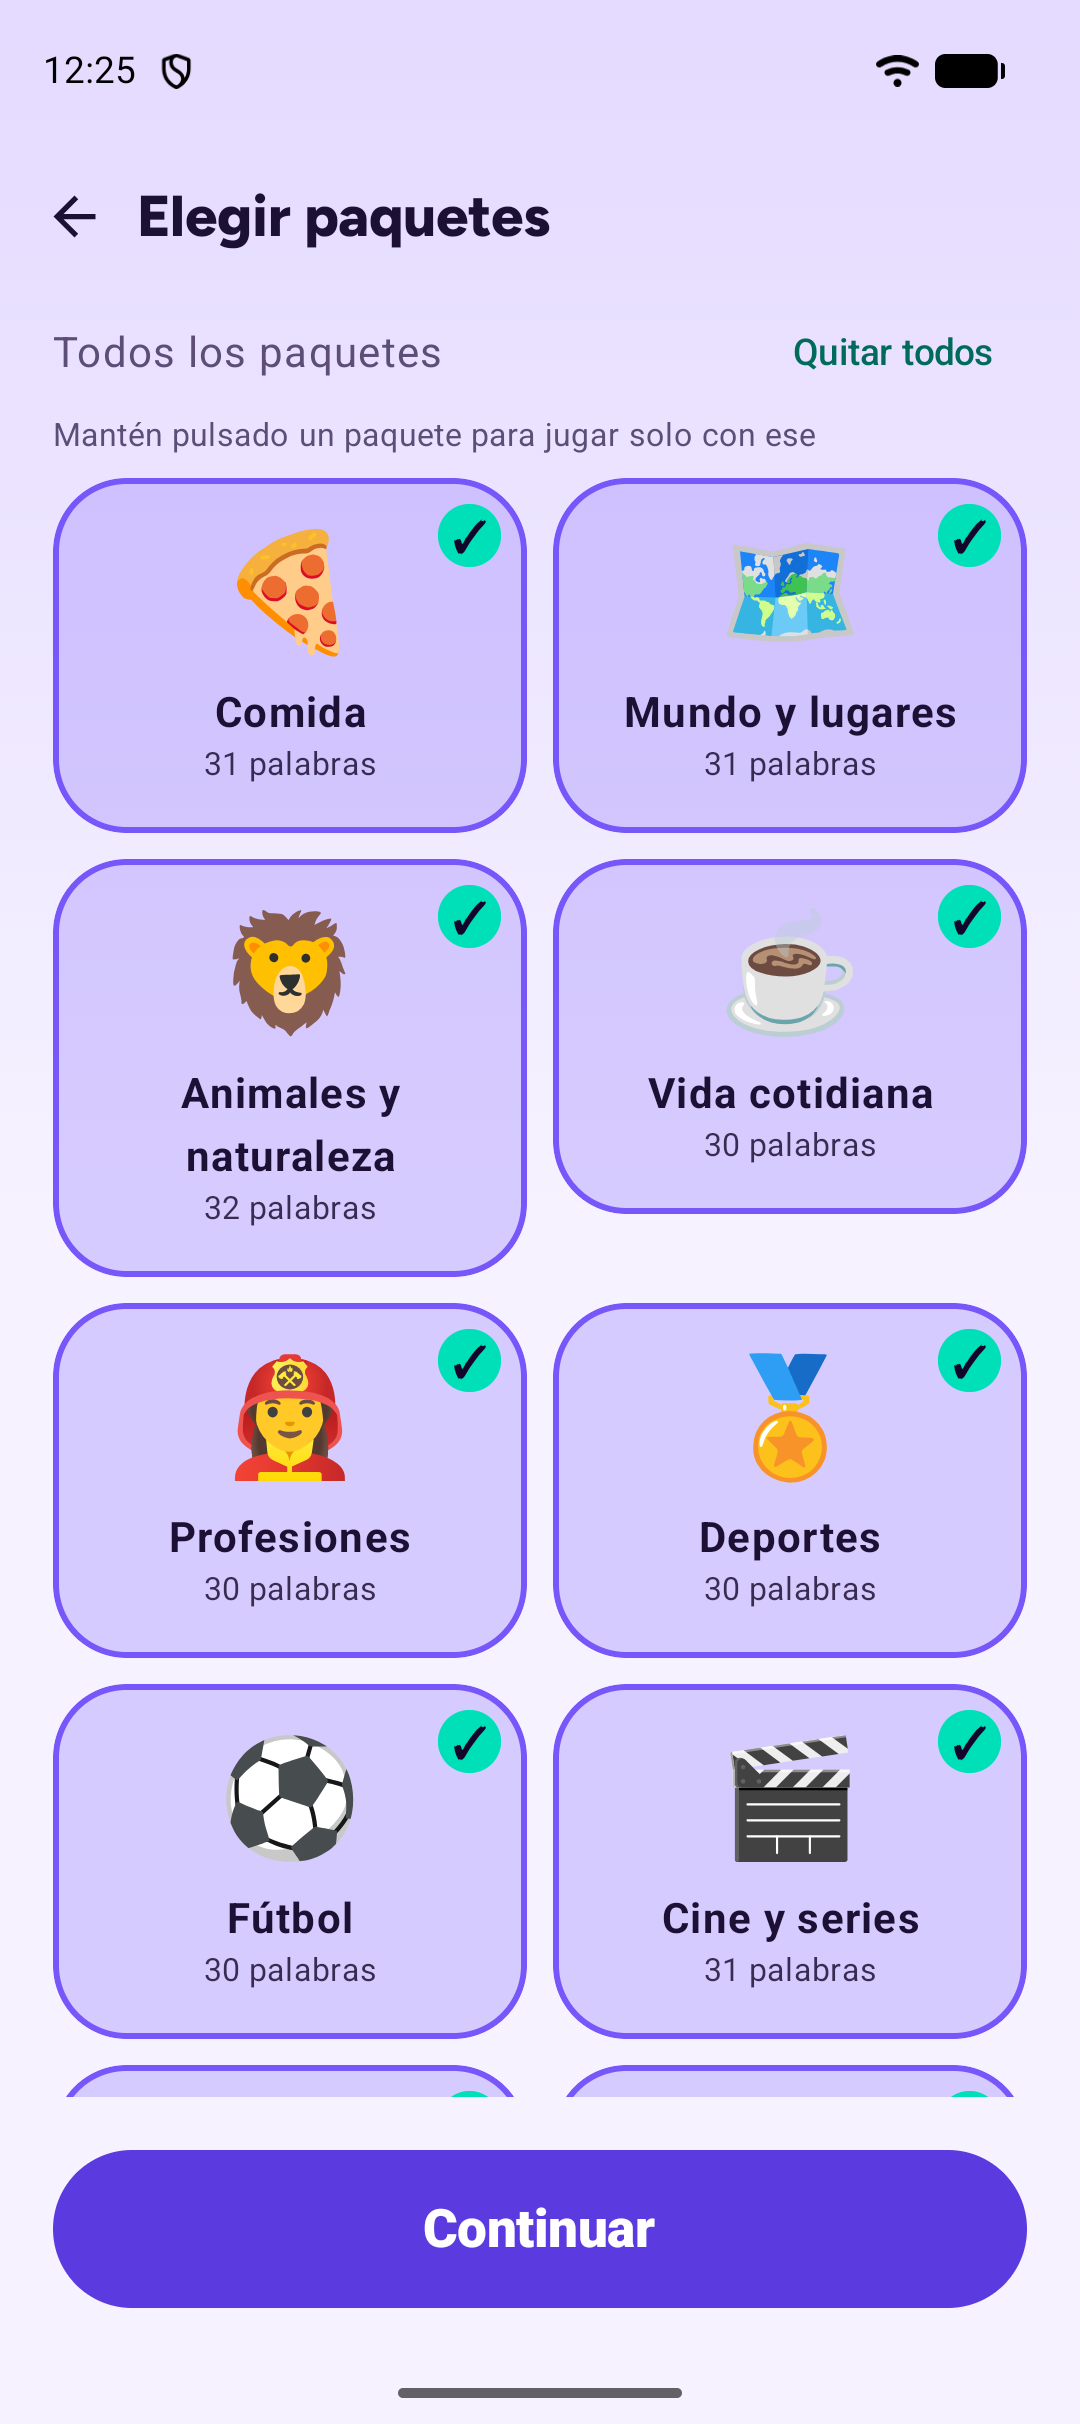 12:25
Elegir paquetes
Todos los paquetes
Quitar todos
Mantén pulsado un paquete para jugar solo con ese
Comida
31 palabras
Mundo y lugares
31 palabras
Animales y
naturaleza
32 palabras
Vida cotidiana
30 palabras
Profesiones
30 palabras
Deportes
30 palabras
Fútbol
30 palabras
Cine y series
31 palabras
Continuar